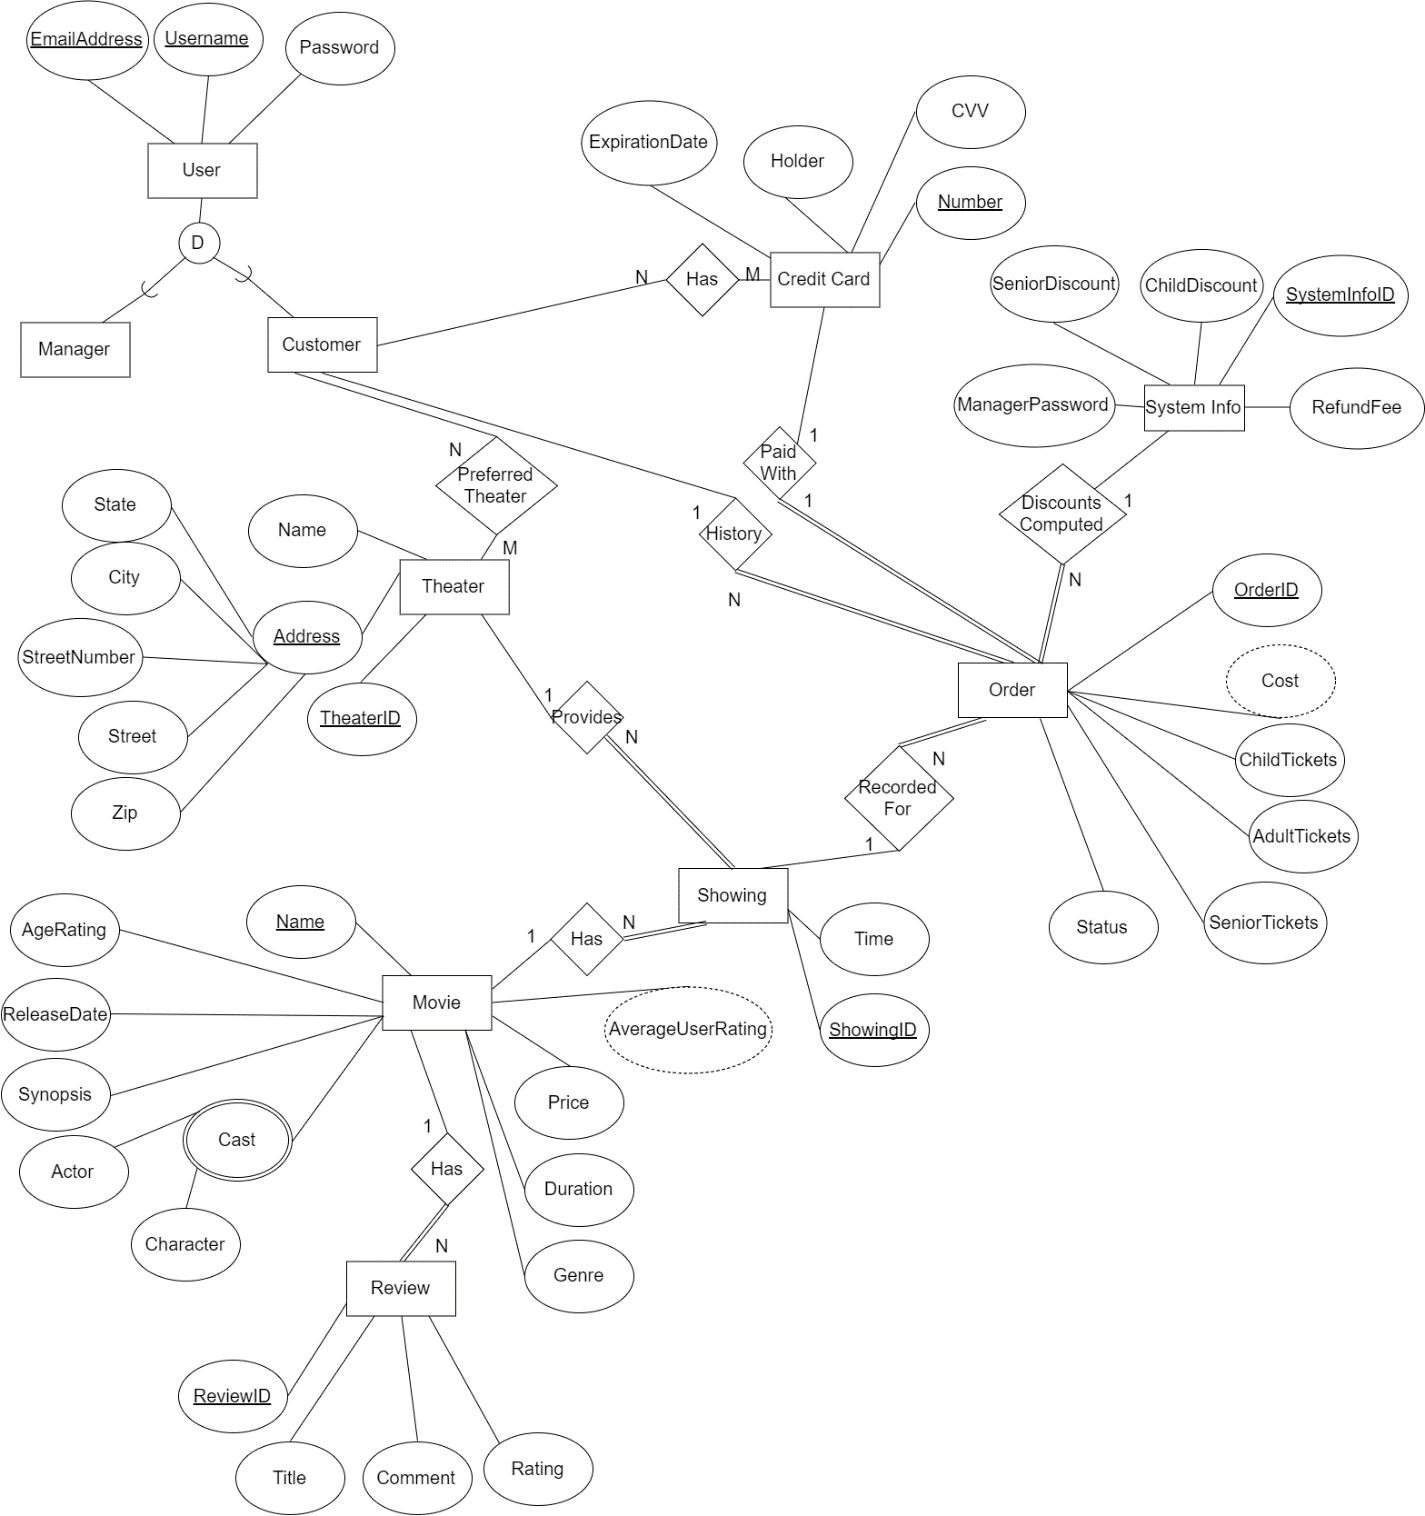 EmailAddress
Username
Password
User
D
Manager
Customer
N
Has
M
Credit Card
ExpirationDate
Holder
CVV
Number
SeniorDiscount
ChildDiscount
SystemInfoID
ManagerPassword
System Info
RefundFee
Paid
With
1
1
Discounts
Computed
1
N
N
Preferred
Theater
M
1
History
N
State
City
StreetNumber
Street
Zip
Name
Address
Theater
TheaterID
1
Provides
N
Order
OrderID
Cost
ChildTickets
AdultTickets
SeniorTickets
Status
N
Recorded
For
1
Showing
Time
ShowingID
1
Has
N
AgeRating
Name
ReleaseDate
Movie
AverageUserRating
Synopsis
Cast
Actor
Character
Price
Duration
Genre
1
Has
N
Review
ReviewID
Title
Comment
Rating